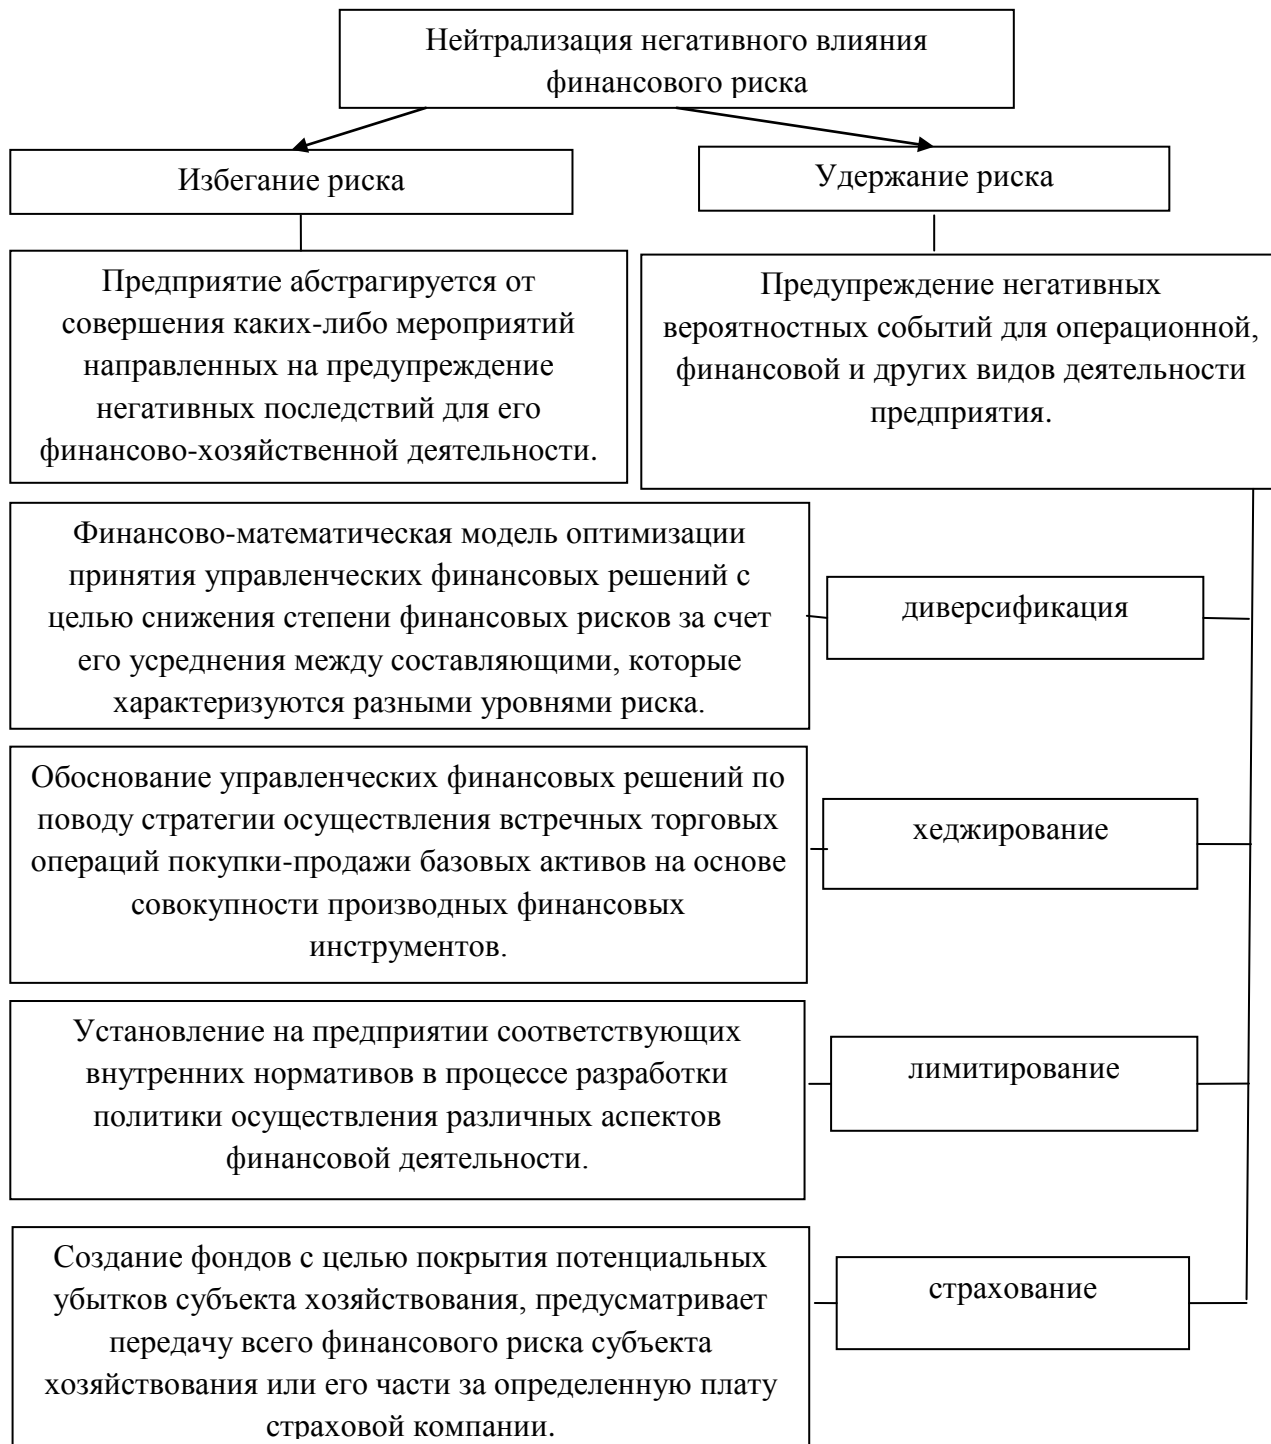 Нейтрализация негативного влияния
финансового риска
Избегание риска
Удержание риска
Предприятие абстрагируется от
совершения каких-либо мероприятий
направленных на предупреждение
негативных последствий для его
финансово-хозяйственной деятельности.
Предупреждение негативных
вероятностных событий для операционной,
финансовой и других видов деятельности
предприятия.
Финансово-математическая модель оптимизации
принятия управленческих финансовых решений с
целью снижения степени финансовых рисков за счет
его усреднения между составляющими, которые
характеризуются разными уровнями риска.
диверсификация
Обоснование управленческих финансовых решений по
поводу стратегии осуществления встречных торговых
операций покупки-продажи базовых активов на основе
совокупности производных финансовых
инструментов.
хеджирование
Установление на предприятии соответствующих
внутренних нормативов в процессе разработки
политики осуществления различных аспектов
финансовой деятельности.
лимитирование
Создание фондов с целью покрытия потенциальных
убытков субъекта хозяйствования, предусматривает
передачу всего финансового риска субъекта
хозяйствования или его части за определенную плату
страховой компании.
страхование